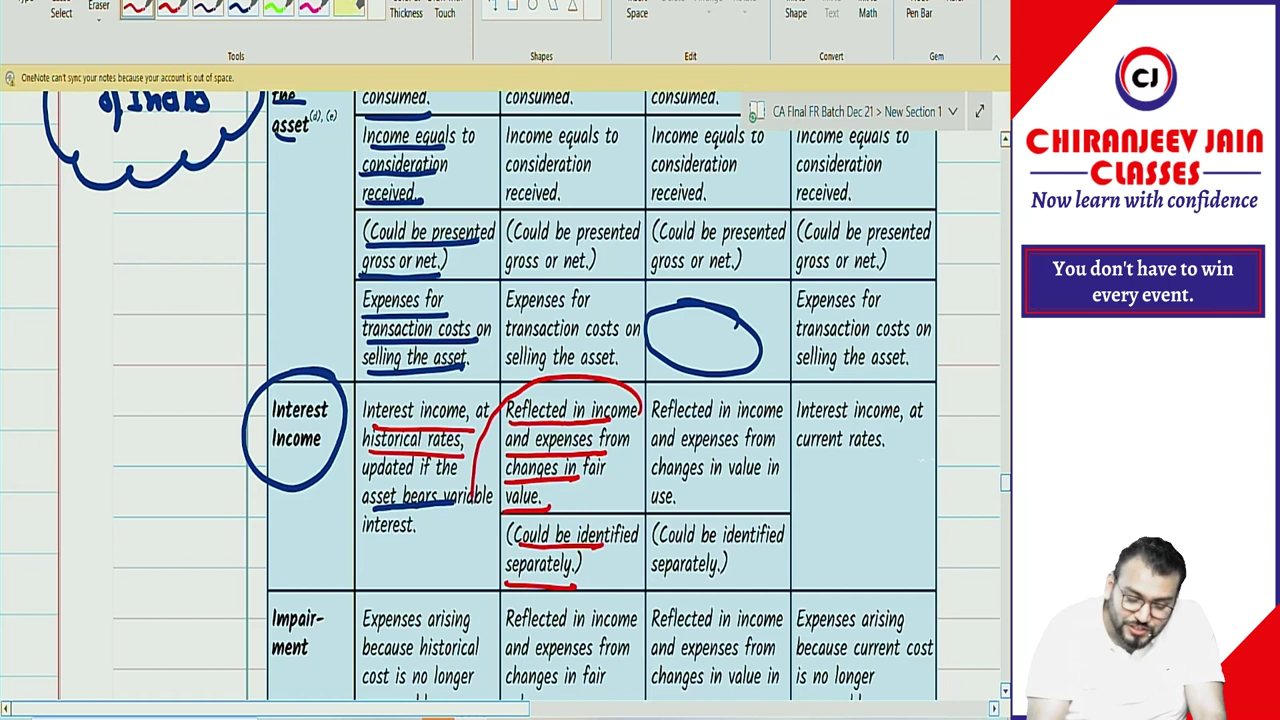 Eraser
Select
Thickness
Touch
Space
Shape
Text
Math
Pen Bar
Tools
Shapes
Edit
Convert
Gem
OneNote can't sync your notes because your account is out of space.
CA FInal FR Batch Dec 21 > New Section 1
of India
the
asset(d), (e)
consumed.
consumed.
consumed.
Income equals to
consideration
received.
Income equals to
consideration
received.
Income equals to
consideration
received.
Income equals to
consideration
received.
(Could be presented
gross or net.)
(Could be presented
gross or net.)
(Could be presented
gross or net.)
(Could be presented
gross or net.)
Expenses for
transaction costs on
selling the asset.
Expenses for
transaction costs on
selling the asset.
Expenses for
transaction costs on
selling the asset.
Interest
Income
Interest income, at
historical rates,
updated if the
asset bears variable
interest.
Reflected in income
and expenses from
changes in fair
value.
(Could be identified
separately.)
Reflected in income
and expenses from
changes in value in
use.
(Could be identified
separately.)
Interest income, at
current rates.
Impair-
ment
Expenses arising
because historical
cost is no longer
Reflected in income
and expenses from
changes in fair
Reflected in income
and expenses from
changes in value in
Expenses arising
because current cost
is no longer
CJ
CHIRANJEEV JAIN
CLASSES
Now learn with confidence
You don't have to win
every event.